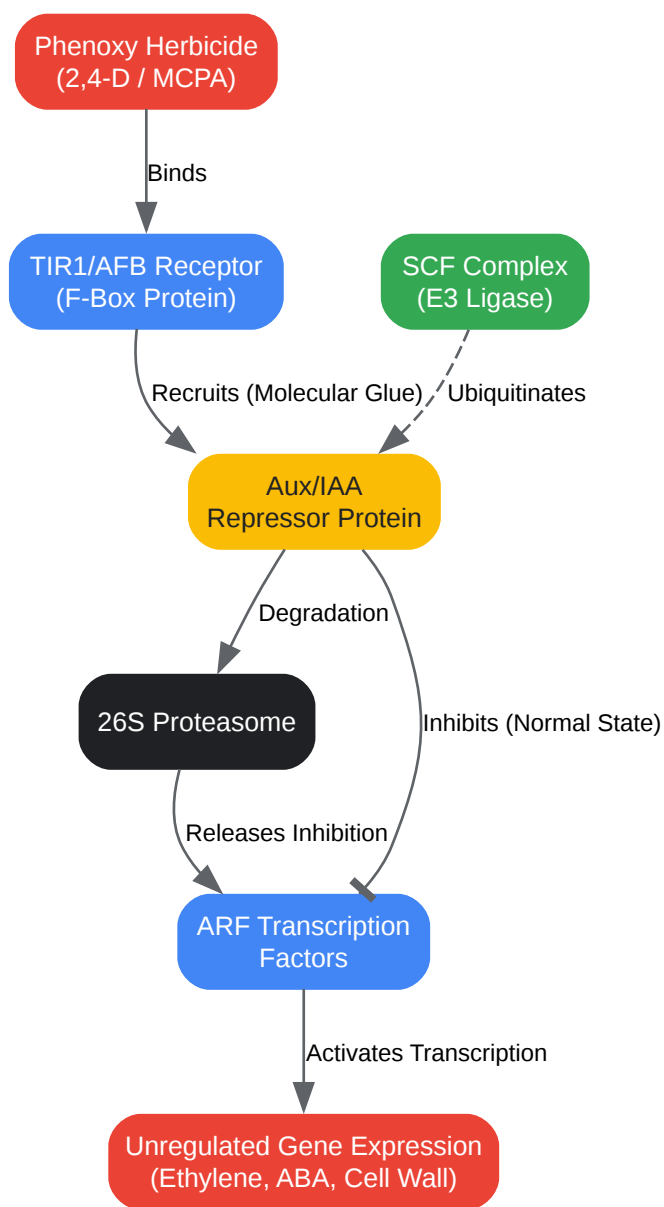 Phenoxy Herbicide
(2,4-D / MCPA)
Binds
TIR1/AFB Receptor
(F-Box Protein)
SCF Complex
(E3 Ligase)
Recruits (Molecular Glue)
Ubiquitinates
Aux/IAA
Repressor Protein
Degradation
26S Proteasome
Inhibits (Normal State)
Releases Inhibition
ARF Transcription
Factors
Activates Transcription
Unregulated Gene Expression
(Ethylene, ABA, Cell Wall)